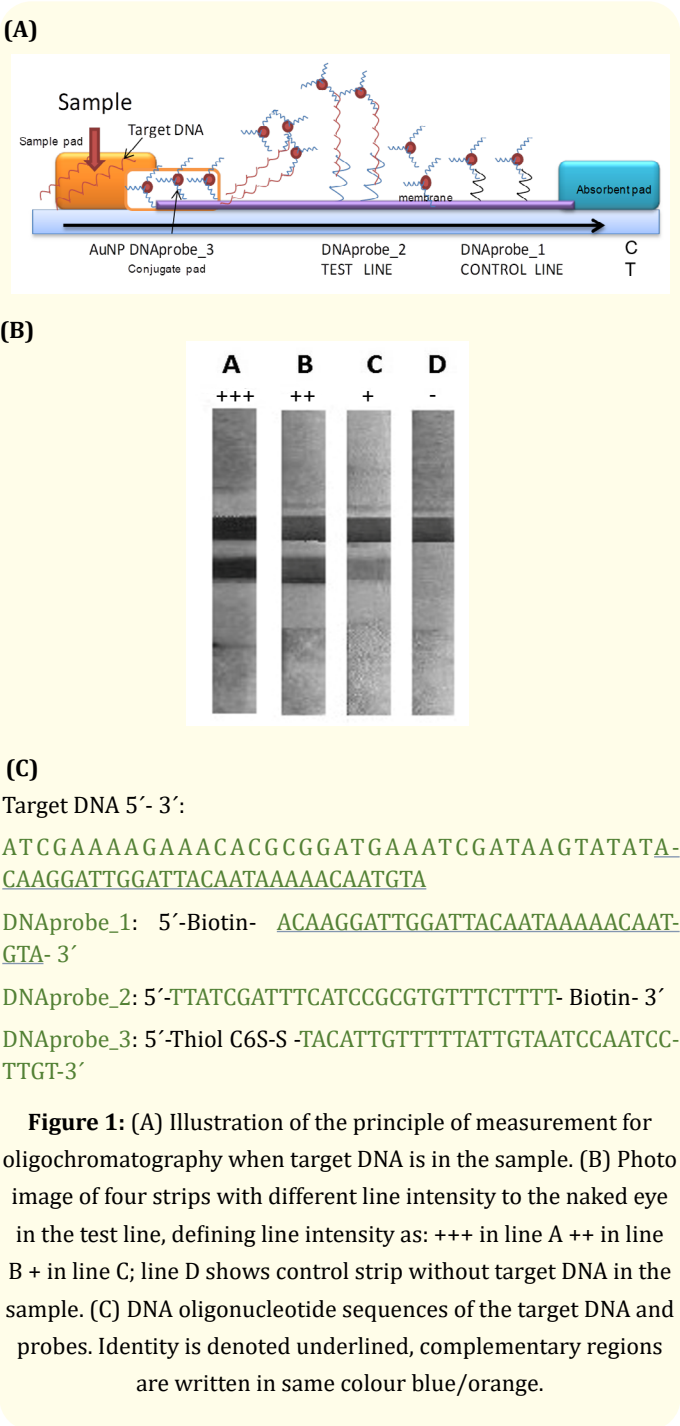 (A)
Sample
Sample pad
Target DNA
membrane
Absorbent pad
AuNP DNAprobe_3
Conjugate pad
DNAprobe_2
TEST LINE
DNAprobe_1
CONTROL LINE
C
T
(B)
A B C D
+++ ++ + -
(C)
Target DNA 5´- 3´:
ATCGAAAAGAAACACGCGGATGAAATCGATAAGTATATA-
CAAGGATTGGATTACAATAAAAACAATGTA
DNAprobe_1: 5´-Biotin- ACAAGGATTGGATTACAATAAAAACAAT-
GTA- 3´
DNAprobe_2: 5´-TTATCGATTTCATCCGCGTGTTTCTTTT- Biotin- 3´
DNAprobe_3: 5´-Thiol C6S-S -TACATTGTTTTTATTGTAATCCAATCC-
TTGT-3´
Figure 1: (A) Illustration of the principle of measurement for
oligochromatography when target DNA is in the sample. (B) Photo
image of four strips with different line intensity to the naked eye
in the test line, defining line intensity as: +++ in line A ++ in line
B + in line C; line D shows control strip without target DNA in the
sample. (C) DNA oligonucleotide sequences of the target DNA and
probes. Identity is denoted underlined, complementary regions
are written in same colour blue/orange.